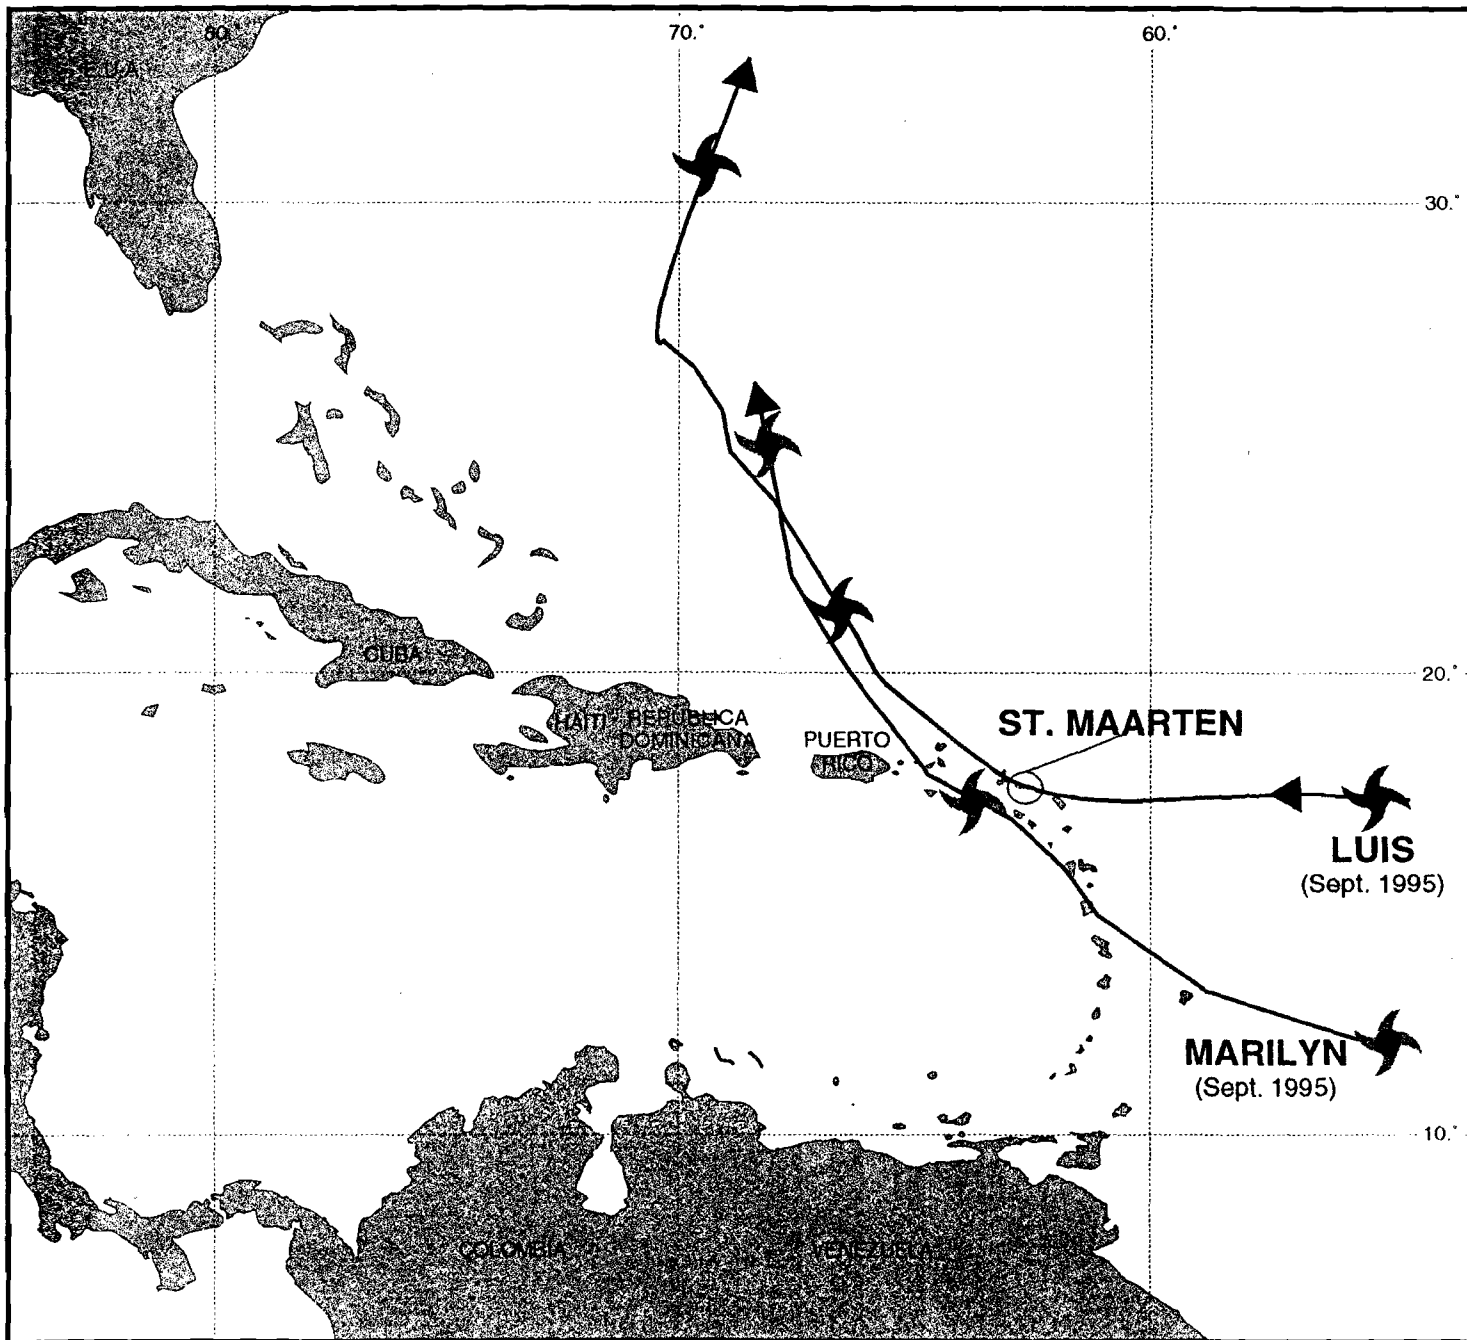 80.° 70.° 60.°
E.U.A
30.°
CUBA
20.°
HAITI REPUBLICA
DOMINICANA
PUERTO
RICO
ST. MAARTEN
LUIS
(Sept. 1995)
MARILYN
(Sept. 1995)
10.°
COLOMBIA
VENEZUELA